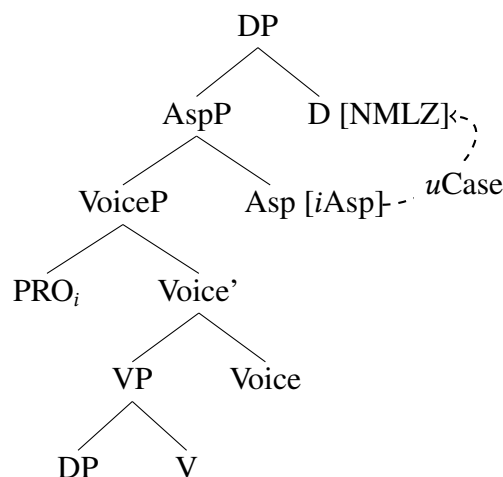 DP
AspP D [NMLZ]
uCase
VoiceP Asp [iAsp]
PROi Voice'
VP Voice
DP V